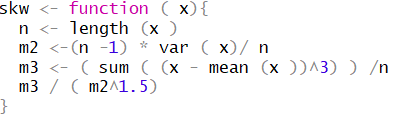 skw <- function ( x){
n <- length (x )
m2 <-(n -1) * var ( x)/ n
m3 <- ( sum ( (x - mean (x ))^3) ) /n
m3 / ( m2^1.5)
}